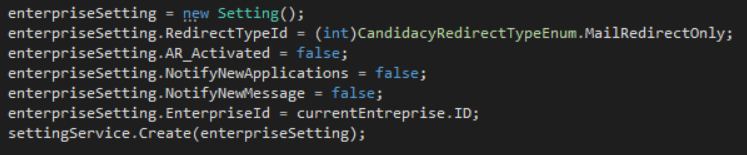 enterpriseSetting = new Setting();
enterpriseSetting.RedirectTypeId = (int)CandidacyRedirectTypeEnum.MailRedirectOnly;
enterpriseSetting.AR_Activated = false;
enterpriseSetting.NotifyNewApplications = false;
enterpriseSetting.NotifyNewMessage = false;
enterpriseSetting.EnterpriseId = currentEntreprise.ID;
settingService.Create(enterpriseSetting);